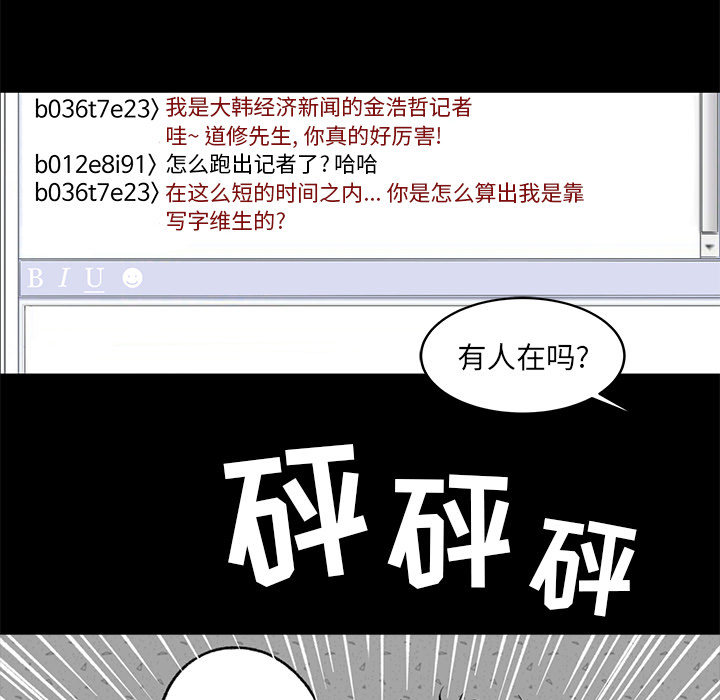 b036t7e23〉我是大韩经济新闻的金浩哲记者
哇~ 道修先生, 你真的好厉害!
b012e8i91〉怎么跑出记者了? 哈哈
b036t7e23〉在这么短的时间之内... 你是怎么算出我是靠
写字维生的?
B I U
有人在吗?
砰 砰 砰